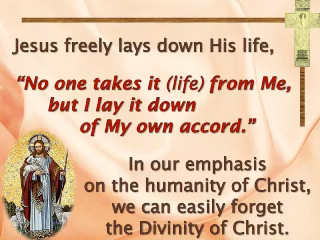 Jesus freely lays down His life,
“No one takes it (life) from Me,
but I lay it down
of My own accord.”
In our emphasis
on the humanity of Christ,
we can easily forget
the Divinity of Christ.